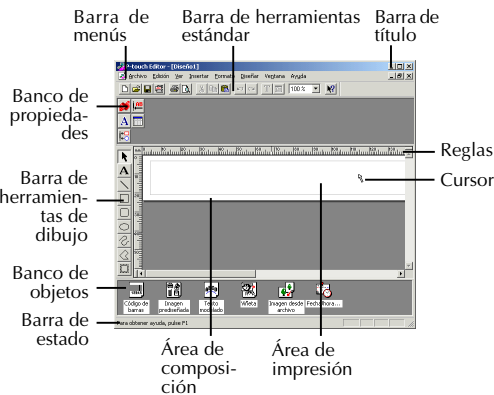 Barra de menús
Barra de herramientas estándar
Barra de título
P-touch Editor - [Diseño1]
Archivo Edición Ver Insertar Formato Diseñar Ventana Ayuda
100 %
Banco de propieda-
des
Reglas
Cursor
Barra de herramien-
tas de dibujo
Banco de objetos
Código de barras
Imagen prediseñada
Texto modelado
Viñeta
Imagen desde archivo
Fecha/hora...
Barra de estado
Para obtener ayuda, pulse F1
Área de composi-
ción
Área de impresión